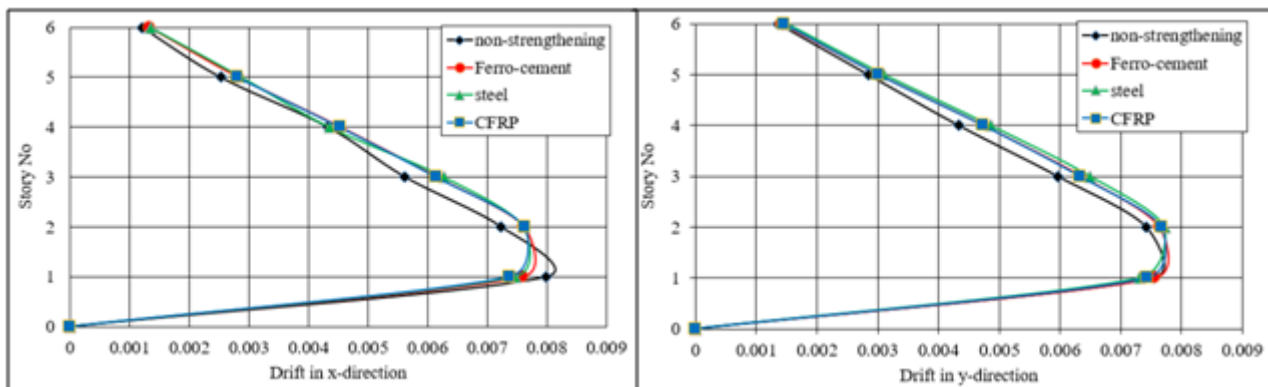 6
5
4
3
2
1
0
Story No
0 0.001 0.002 0.003 0.004 0.005 0.006 0.007 0.008 0.009
Drift in x-direction
non-strengthening
Ferro-cement
steel
CFRP
6
5
4
3
2
1
0
Story No
0 0.001 0.002 0.003 0.004 0.005 0.006 0.007 0.008 0.009
Drift in y-direction
non-strengthening
Ferro-cement
steel
CFRP